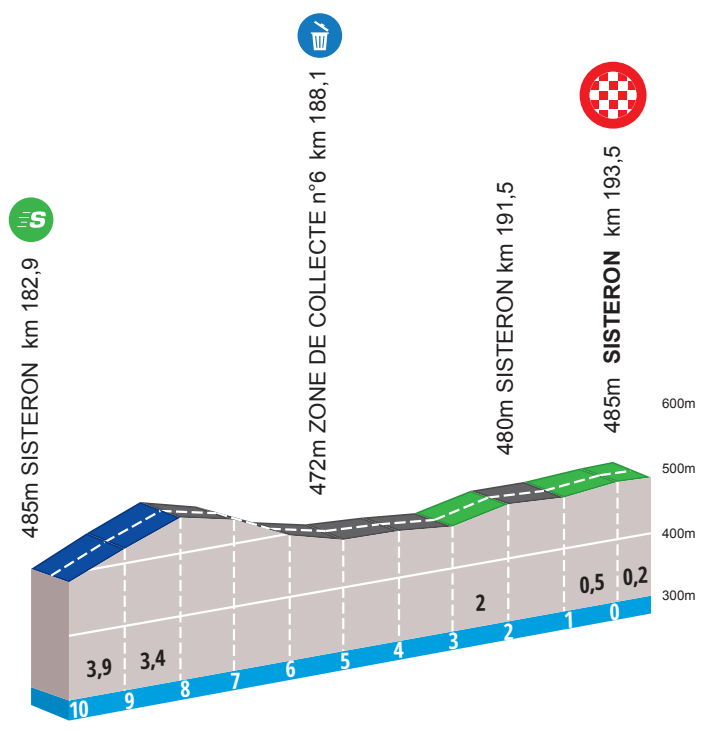 S
485m SISTERON km 182,9
472m ZONE DE COLLECTE n°6 km 188,1
480m SISTERON km 191,5
485m SISTERON km 193,5
600m
500m
400m
300m
3,9
3,4
2
0,5
0,2
10
9
8
7
6
5
4
3
2
1
0